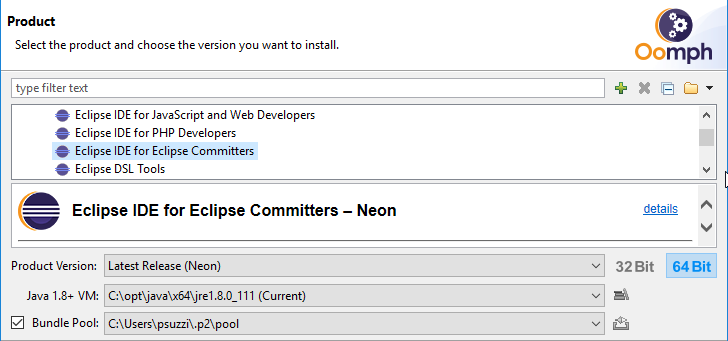 Product
Select the product and choose the version you want to install.
Oomph
type filter text
Eclipse IDE for JavaScript and Web Developers
Eclipse IDE for PHP Developers
Eclipse IDE for Eclipse Committers
Eclipse DSL Tools
Eclipse IDE for Eclipse Committers – Neon
details
Product Version: Latest Release (Neon) 32 Bit 64 Bit
Java 1.8+ VM: C:\opt\java\x64\jre1.8.0_111 (Current)
Bundle Pool: C:\Users\psuzzi\.p2\pool